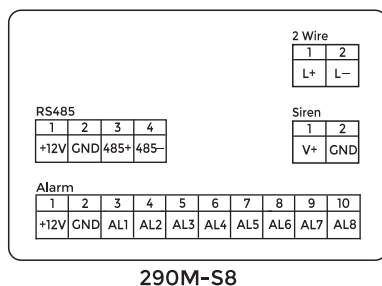 2 Wire
1 2
L+ L−
RS485
1 2 3 4
+12V GND 485+ 485−
Siren
1 2
V+ GND
Alarm
1 2 3 4 5 6 7 8 9 10
+12V GND AL1 AL2 AL3 AL4 AL5 AL6 AL7 AL8
290M-S8